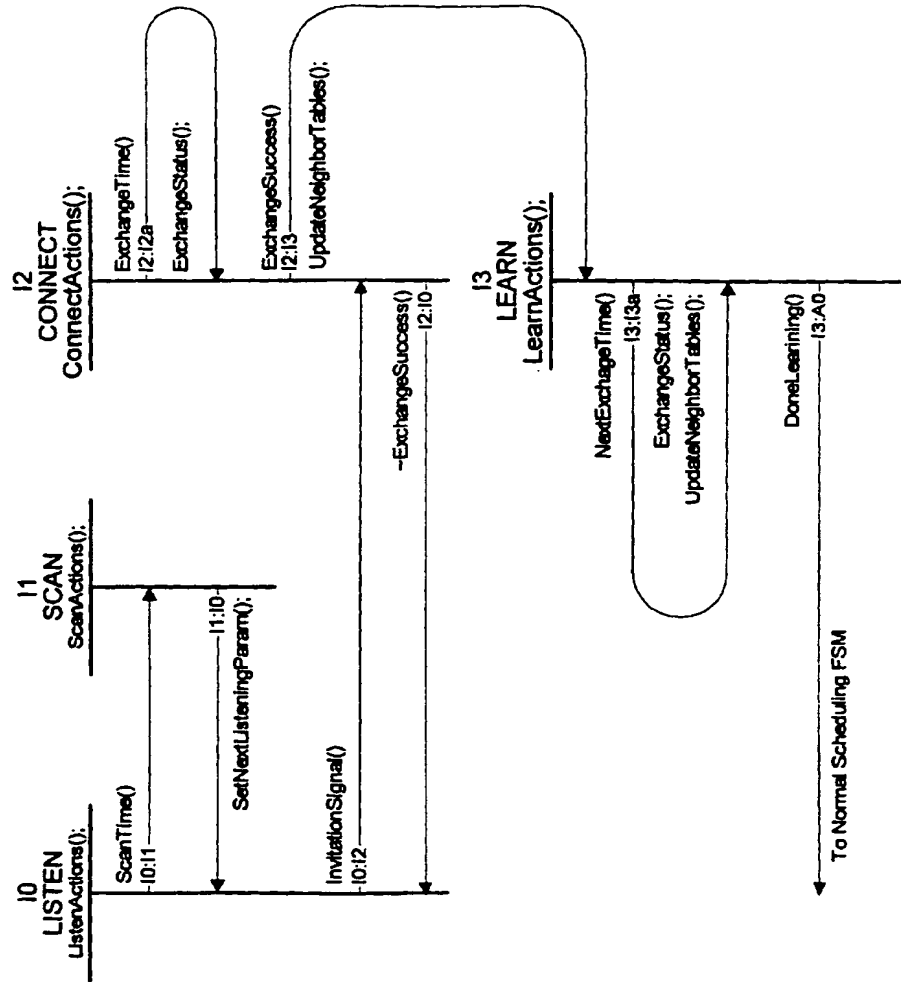 I0
LISTEN
ListenActions();
I1
SCAN
ScanActions();
I2
CONNECT
ConnectActions();
ScanTime()
I0:I1
I1:I0
SetNextListeningParam();
ExchangeTime()
I2:I2a
ExchangeStatus();
ExchangeSuccess()
I2:I3
UpdateNeighborTables();
InvitationSignal()
I0:I2
~ExchangeSuccess()
I2:I0
I3
LEARN
LearnActions();
NextExchageTime()
I3:I3a
ExchangeStatus();
UpdateNeighborTables();
DoneLearining()
I3:A0
To Normal Scheduling FSM